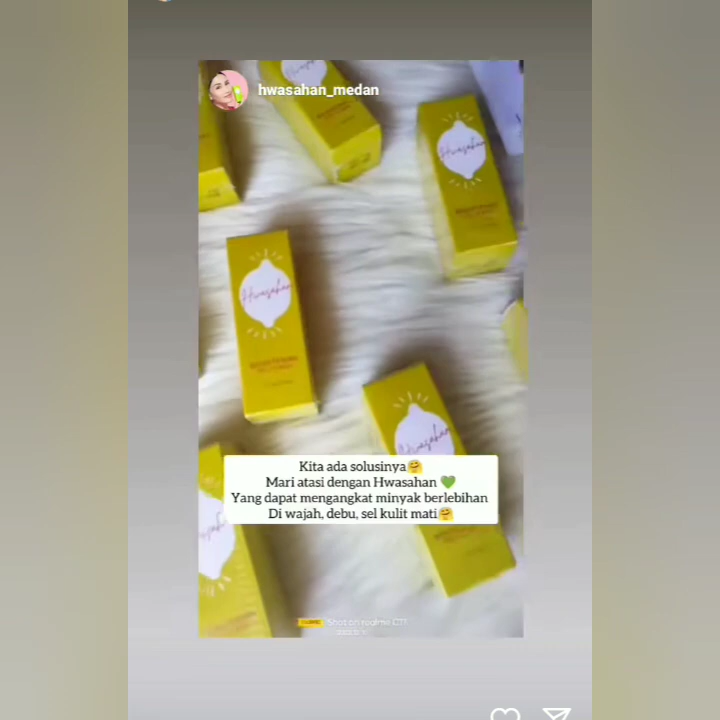 hwasahan_medan
Hwasahan
Hwasahan
Hwasahan
Kita ada solusinya🤗
Mari atasi dengan Hwasahan 💚
Yang dapat mengangkat minyak berlebihan
Di wajah, debu, sel kulit mati🤗
Shot on realme C17